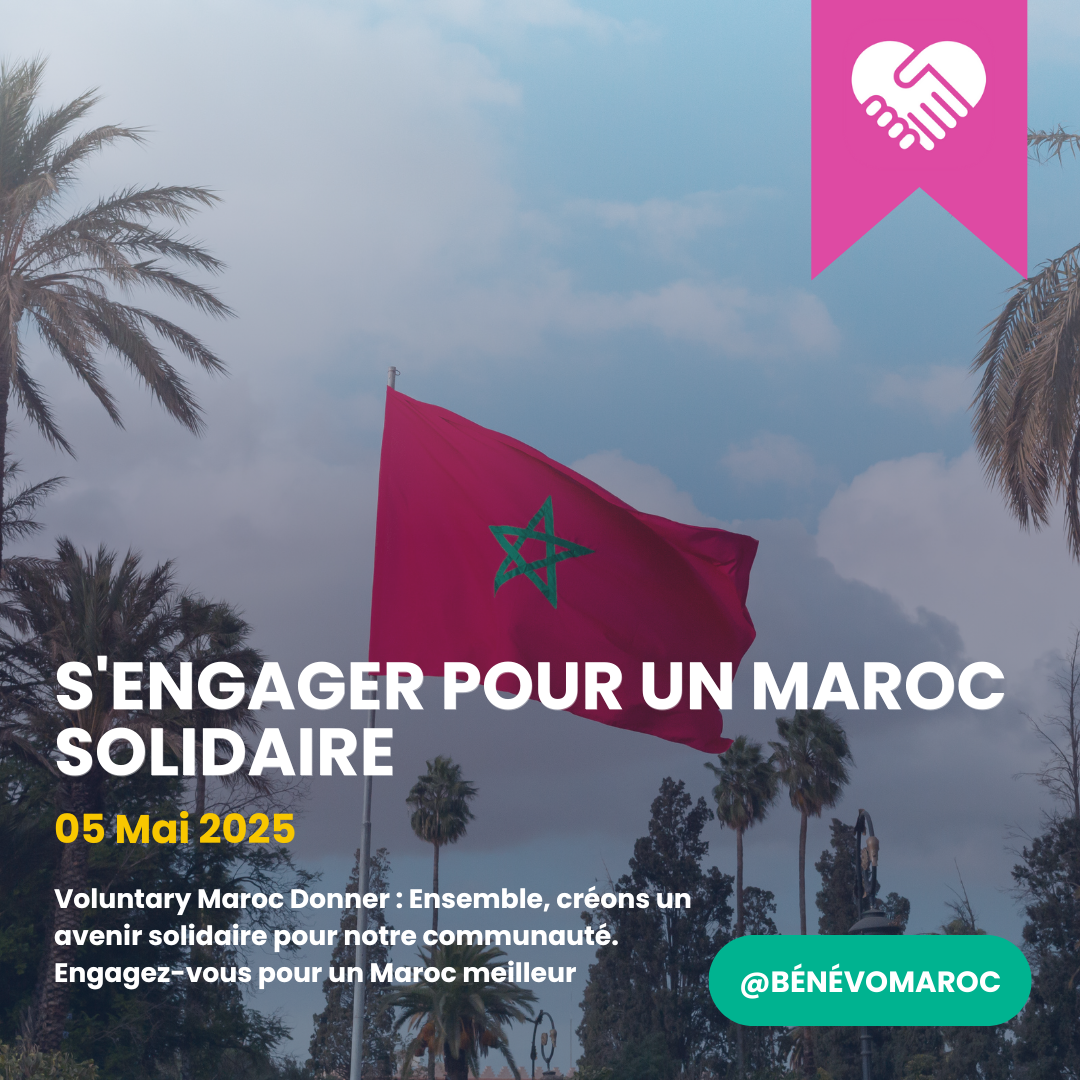 S'ENGAGER POUR UN MAROC
SOLIDAIRE
05 Mai 2025
Voluntary Maroc Donner : Ensemble, créons un
avenir solidaire pour notre communauté.
Engagez-vous pour un Maroc meilleur
@BÉNÉVOMAROC